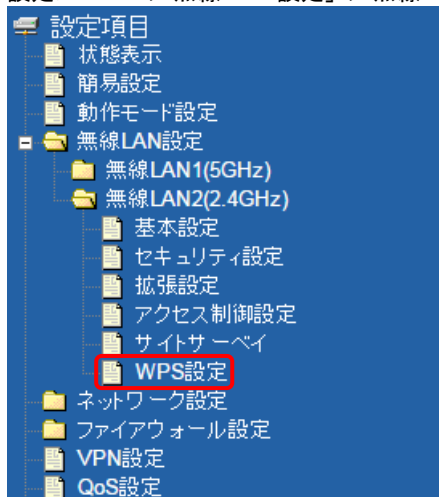 設定項目
状態表示
簡易設定
動作モード設定
無線LAN設定
無線LAN1(5GHz)
無線LAN2(2.4GHz)
基本設定
セキュリティ設定
拡張設定
アクセス制御設定
サイトサーベイ
WPS設定
ネットワーク設定
ファイアウォール設定
VPN設定
QoS設定